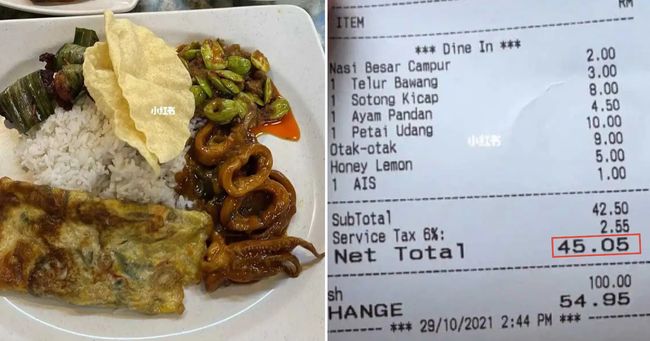 小红书
RM
ITEM
*** Dine In ***
Nasi Besar Campur 2.00
1 Telur Bawang 3.00
1 Sotong Kicap 8.00
1 Ayam Pandan 4.50
1 Petai Udang 10.00
Otak-otak 9.00
Honey Lemon 5.00
1 AIS 1.00
小红书
SubTotal 42.50
Service Tax 6%: 2.55
Net Total 45.05
sh 100.00
HANGE 54.95
*** 29/10/2021 2:44 PM ***